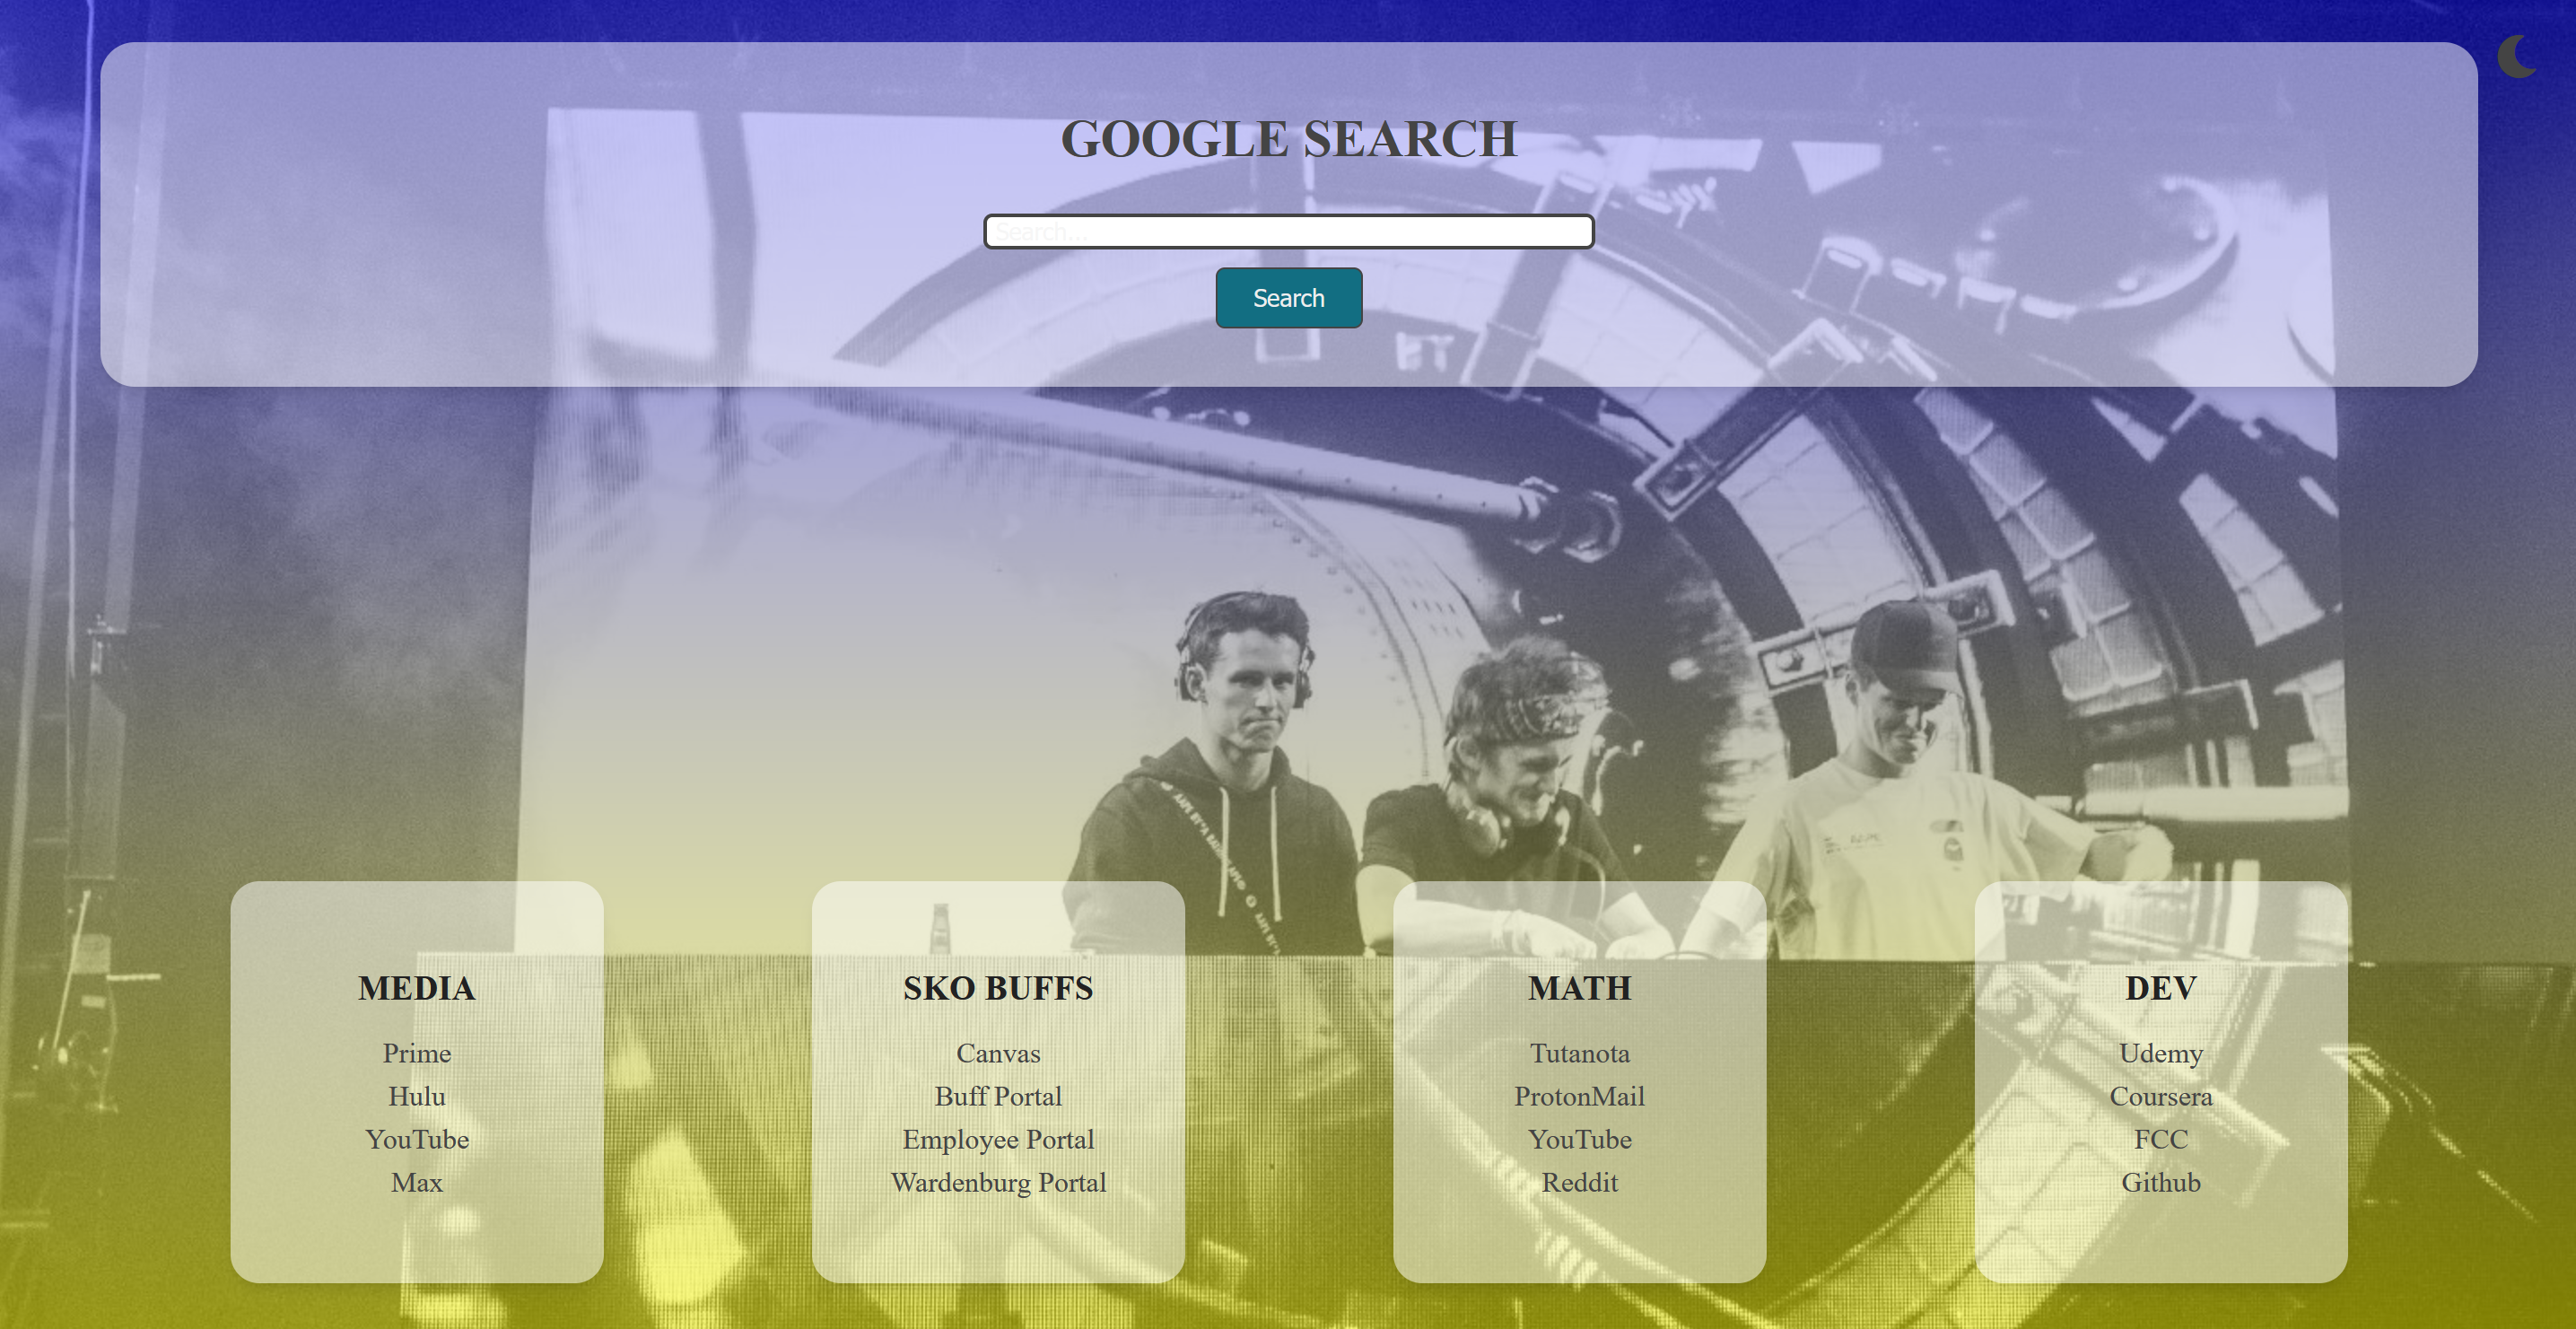 GOOGLE SEARCH
Search...
Search
MEDIA
Prime
Hulu
YouTube
Max
SKO BUFFS
Canvas
Buff Portal
Employee Portal
Wardenburg Portal
MATH
Tutanota
ProtonMail
YouTube
Reddit
DEV
Udemy
Coursera
FCC
Github